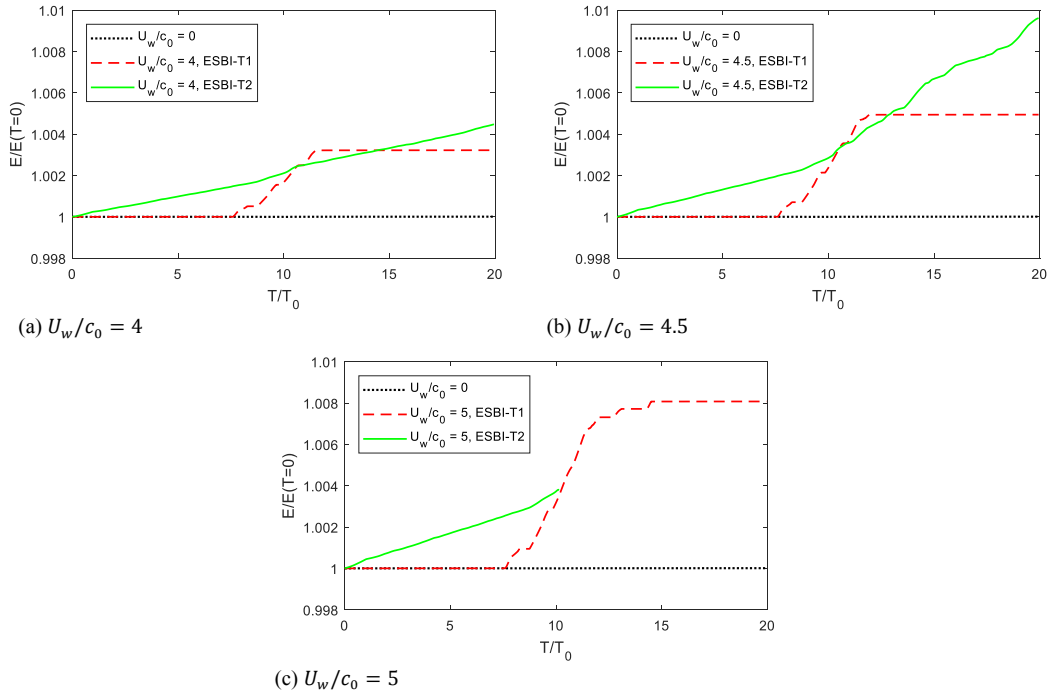 1.01
1.008
1.006
1.004
1.002
1
0.998
E/E(T=0)
U_w/c_0 = 0
U_w/c_0 = 4, ESBI-T1
U_w/c_0 = 4, ESBI-T2
0 5 10 15 20
T/T_0
(a) U_w/c_0 = 4
1.01
1.008
1.006
1.004
1.002
1
0.998
E/E(T=0)
U_w/c_0 = 0
U_w/c_0 = 4.5, ESBI-T1
U_w/c_0 = 4.5, ESBI-T2
0 5 10 15 20
T/T_0
(b) U_w/c_0 = 4.5
1.01
1.008
1.006
1.004
1.002
1
0.998
E/E(T=0)
U_w/c_0 = 0
U_w/c_0 = 5, ESBI-T1
U_w/c_0 = 5, ESBI-T2
0 5 10 15 20
T/T_0
(c) U_w/c_0 = 5